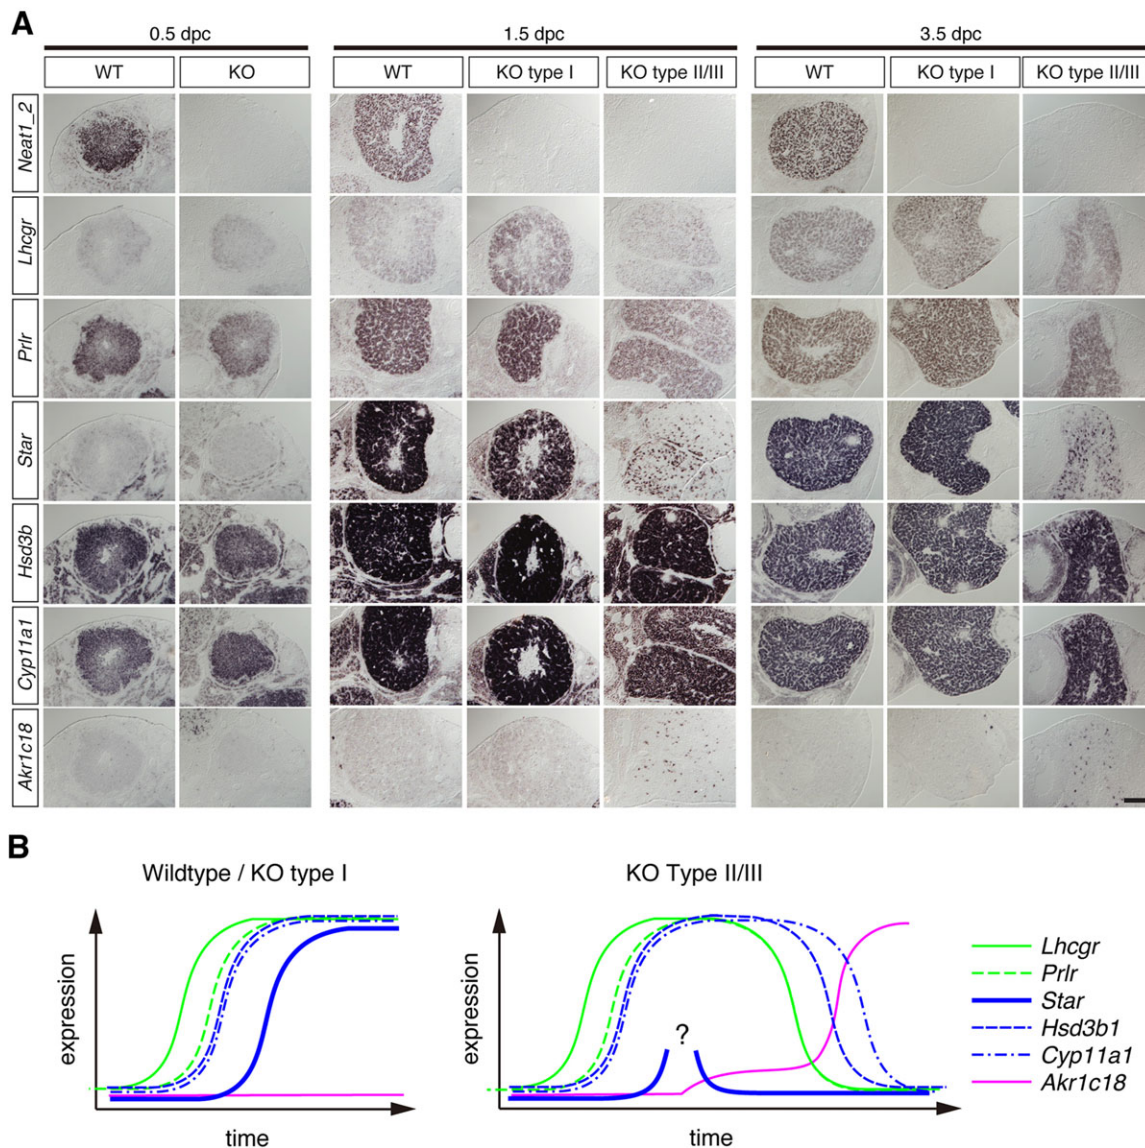 A
0.5 dpc
1.5 dpc
3.5 dpc
WT
KO
WT
KO type I
KO type II/III
WT
KO type I
KO type II/III
Neat1_2
Lhcgr
Prlr
Star
Hsd3b
Cyp11a1
Akr1c18
B
Wildtype / KO type I
KO Type II/III
expression
time
expression
?
time
Lhcgr
Prlr
Star
Hsd3b1
Cyp11a1
Akr1c18